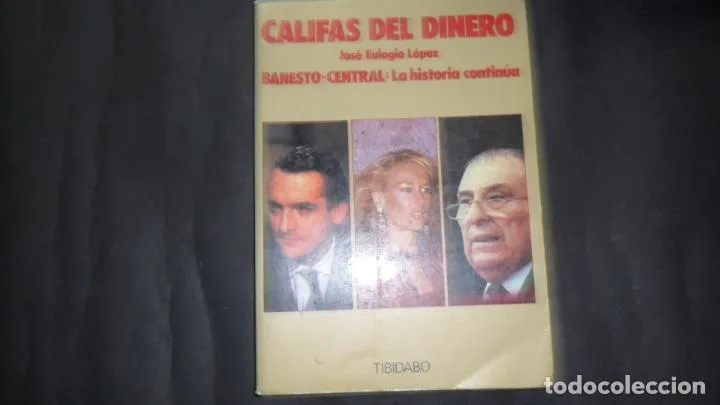 CALIFAS DEL DINERO
José Eulogio López
BANESTO-CENTRAL: La historia continúa
TIBIDABO
todocoleccion